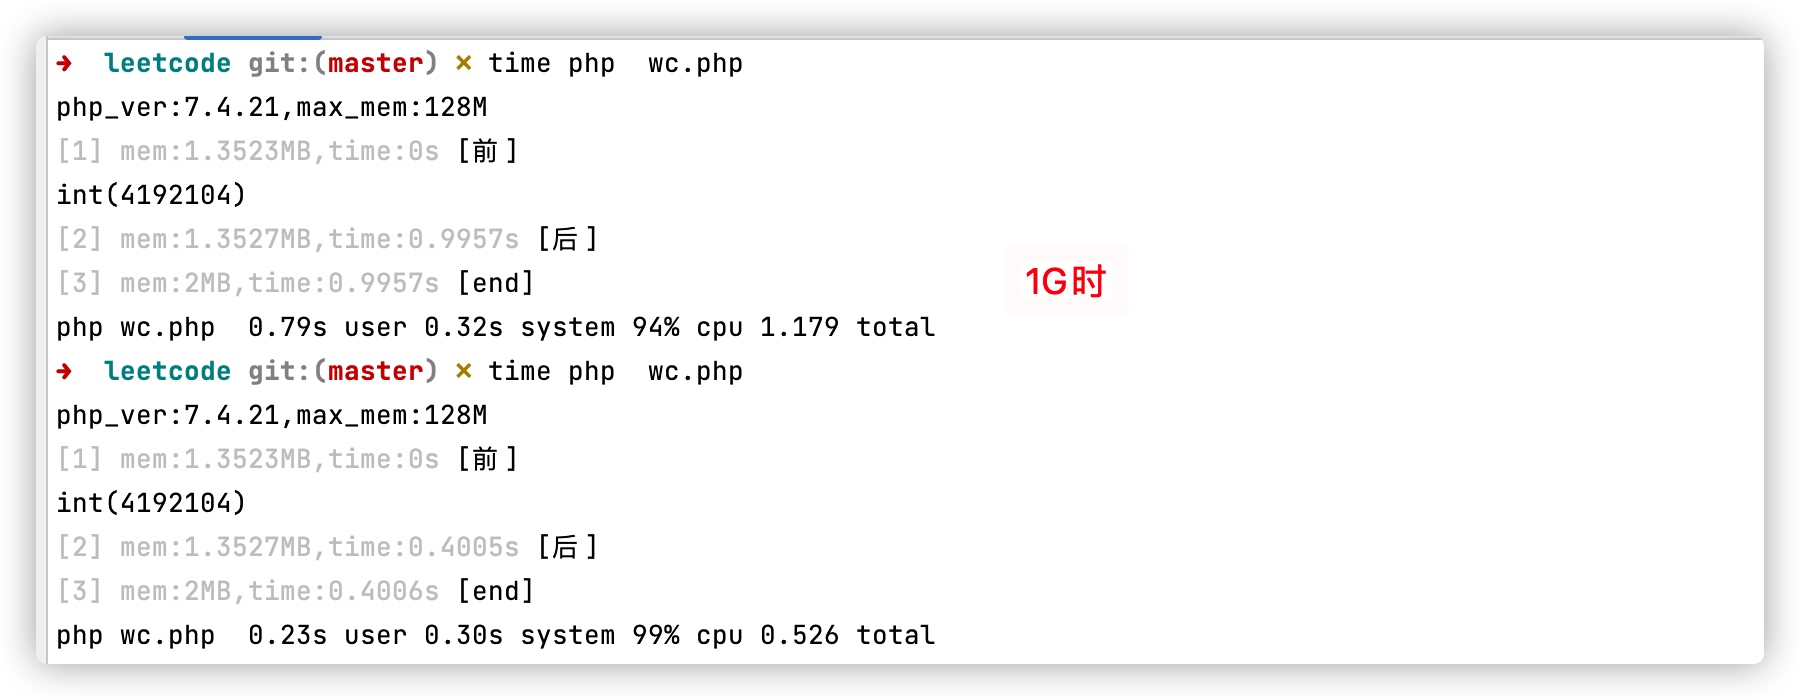 ➜  leetcode git:(master) ✗ time php  wc.php
php_ver:7.4.21,max_mem:128M
[1] mem:1.3523MB,time:0s [前]
int(4192104)
[2] mem:1.3527MB,time:0.9957s [后]
1G时
[3] mem:2MB,time:0.9957s [end]
php wc.php  0.79s user 0.32s system 94% cpu 1.179 total
➜  leetcode git:(master) ✗ time php  wc.php
php_ver:7.4.21,max_mem:128M
[1] mem:1.3523MB,time:0s [前]
int(4192104)
[2] mem:1.3527MB,time:0.4005s [后]
[3] mem:2MB,time:0.4006s [end]
php wc.php  0.23s user 0.30s system 99% cpu 0.526 total